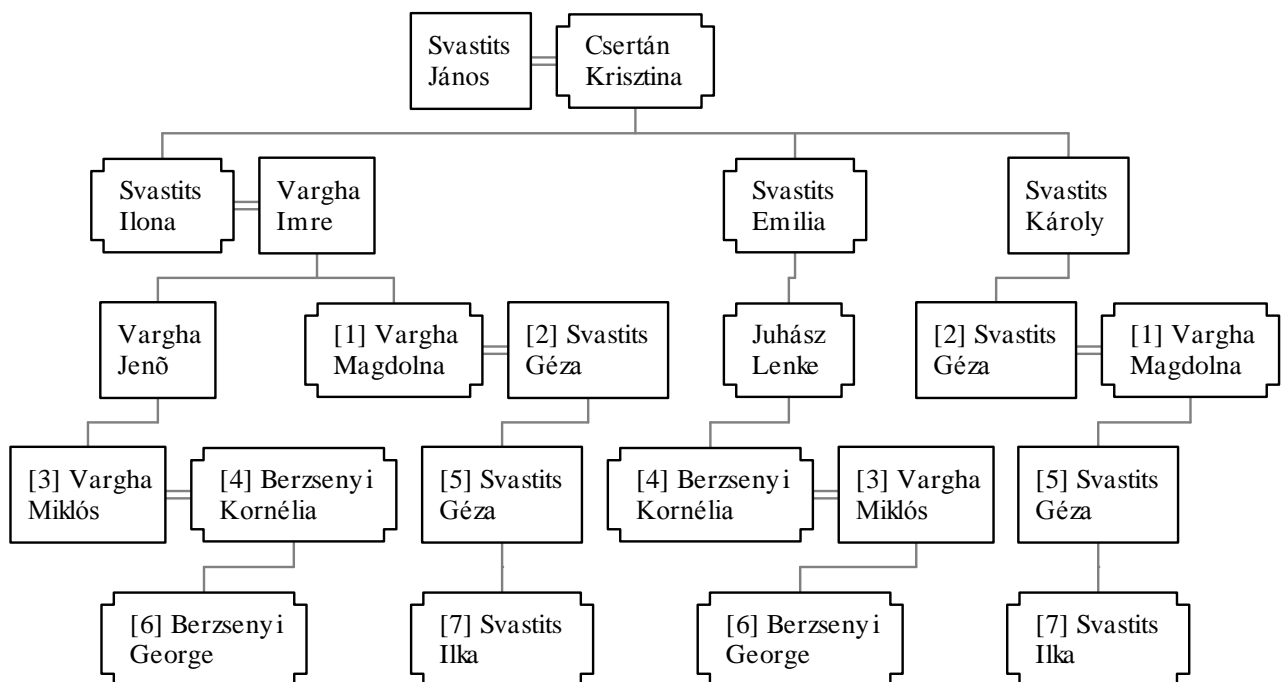 Svastits
János
Csertán
Krisztina
Svastits
Ilona
Vargha
Imre
Svastits
Emilia
Svastits
Károly
Vargha
Jenõ
[1] Vargha
Magdolna
[2] Svastits
Géza
Juhász
Lenke
[2] Svastits
Géza
[1] Vargha
Magdolna
[3] Vargha
Miklós
[4] Berzsenyi
Kornélia
[5] Svastits
Géza
[4] Berzsenyi
Kornélia
[3] Vargha
Miklós
[5] Svastits
Géza
[6] Berzsenyi
George
[7] Svastits
Ilka
[6] Berzsenyi
George
[7] Svastits
Ilka